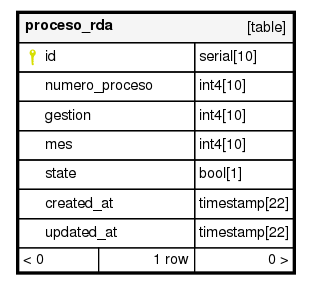 proceso_rda [table]
id serial[10]
numero_proceso int4[10]
gestion int4[10]
mes int4[10]
state bool[1]
created_at timestamp[22]
updated_at timestamp[22]
< 0 1 row 0 >